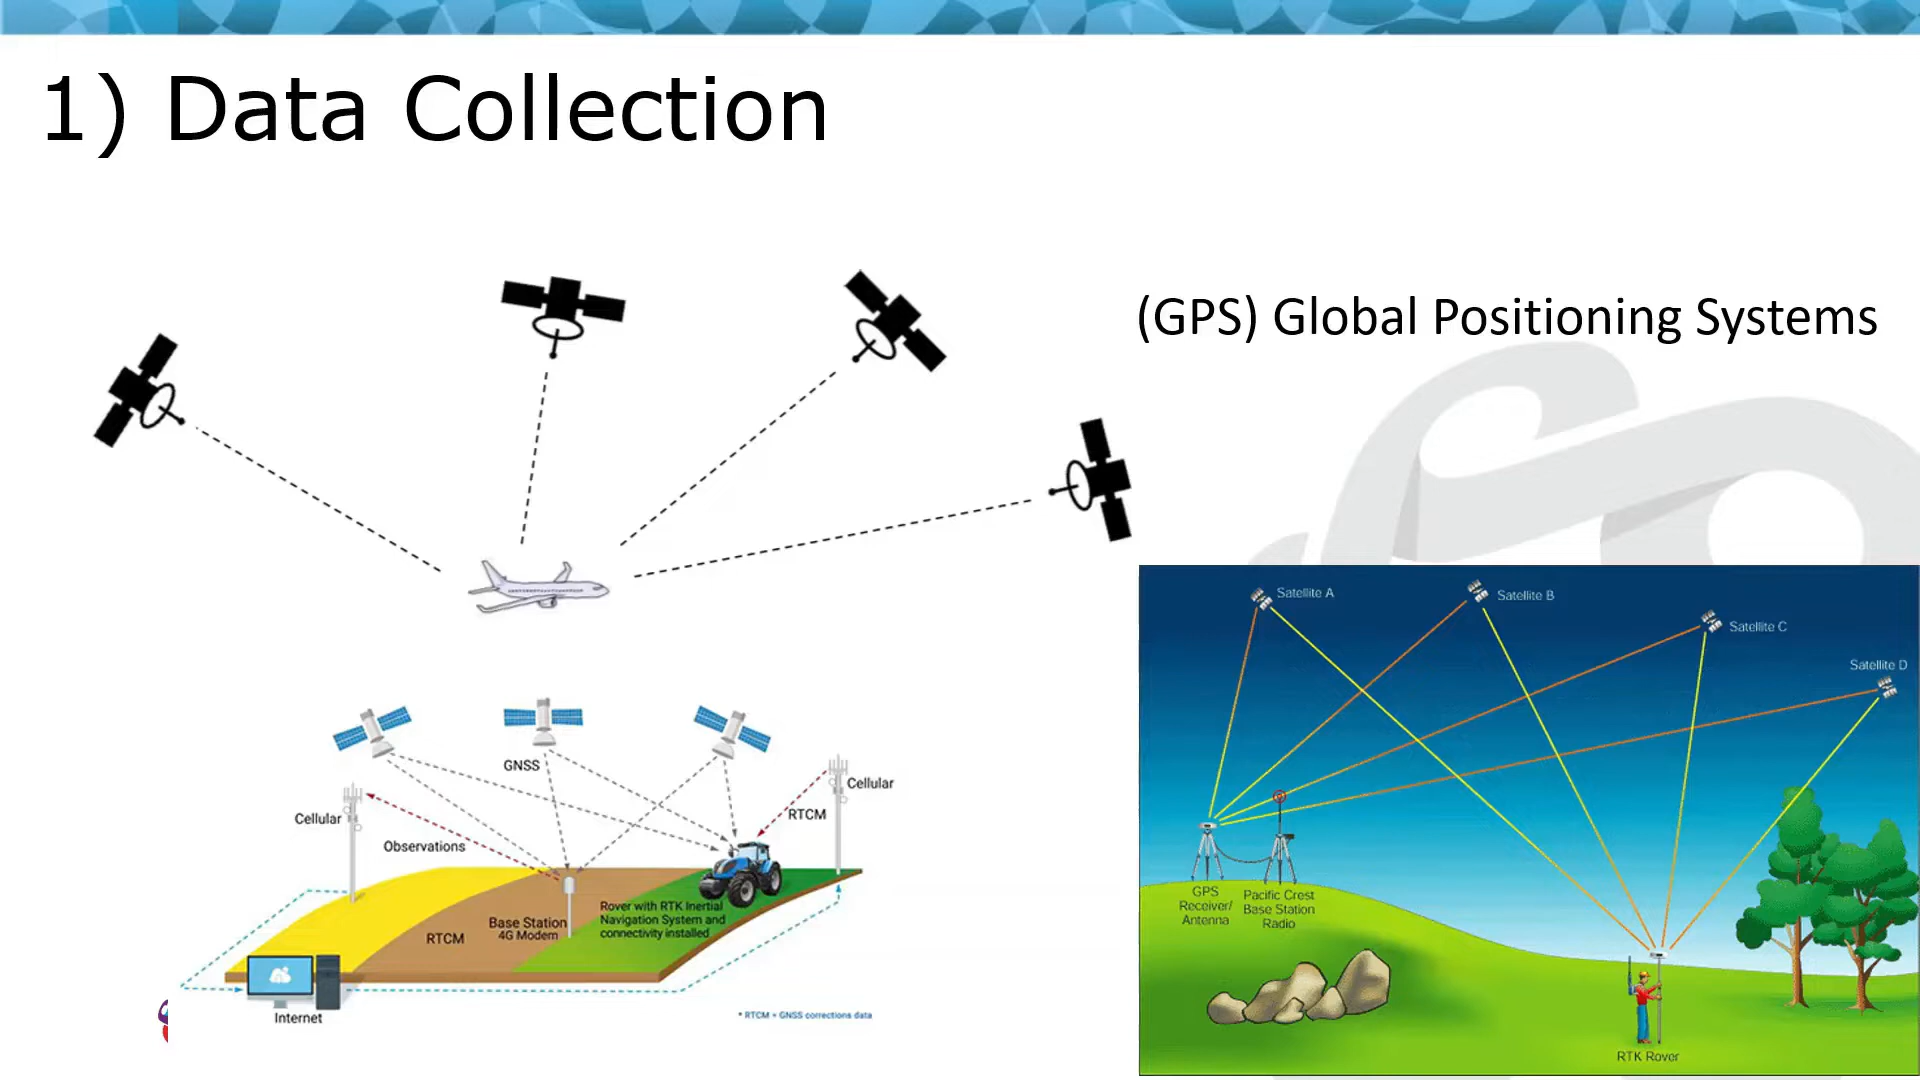 1) Data Collection
(GPS) Global Positioning Systems
GNSS
Cellular
Cellular
RTCM
Observations
Rover with RTK Inertial
Navigation System and
connectivity installed
Base Station
4G Modem
RTCM
Internet
* RTCM = GNSS corrections data
Satellite A
Satellite B
Satellite C
Satellite D
GPS
Receiver/
Antenna
Pacific Crest
Base Station
Radio
RTK Rover